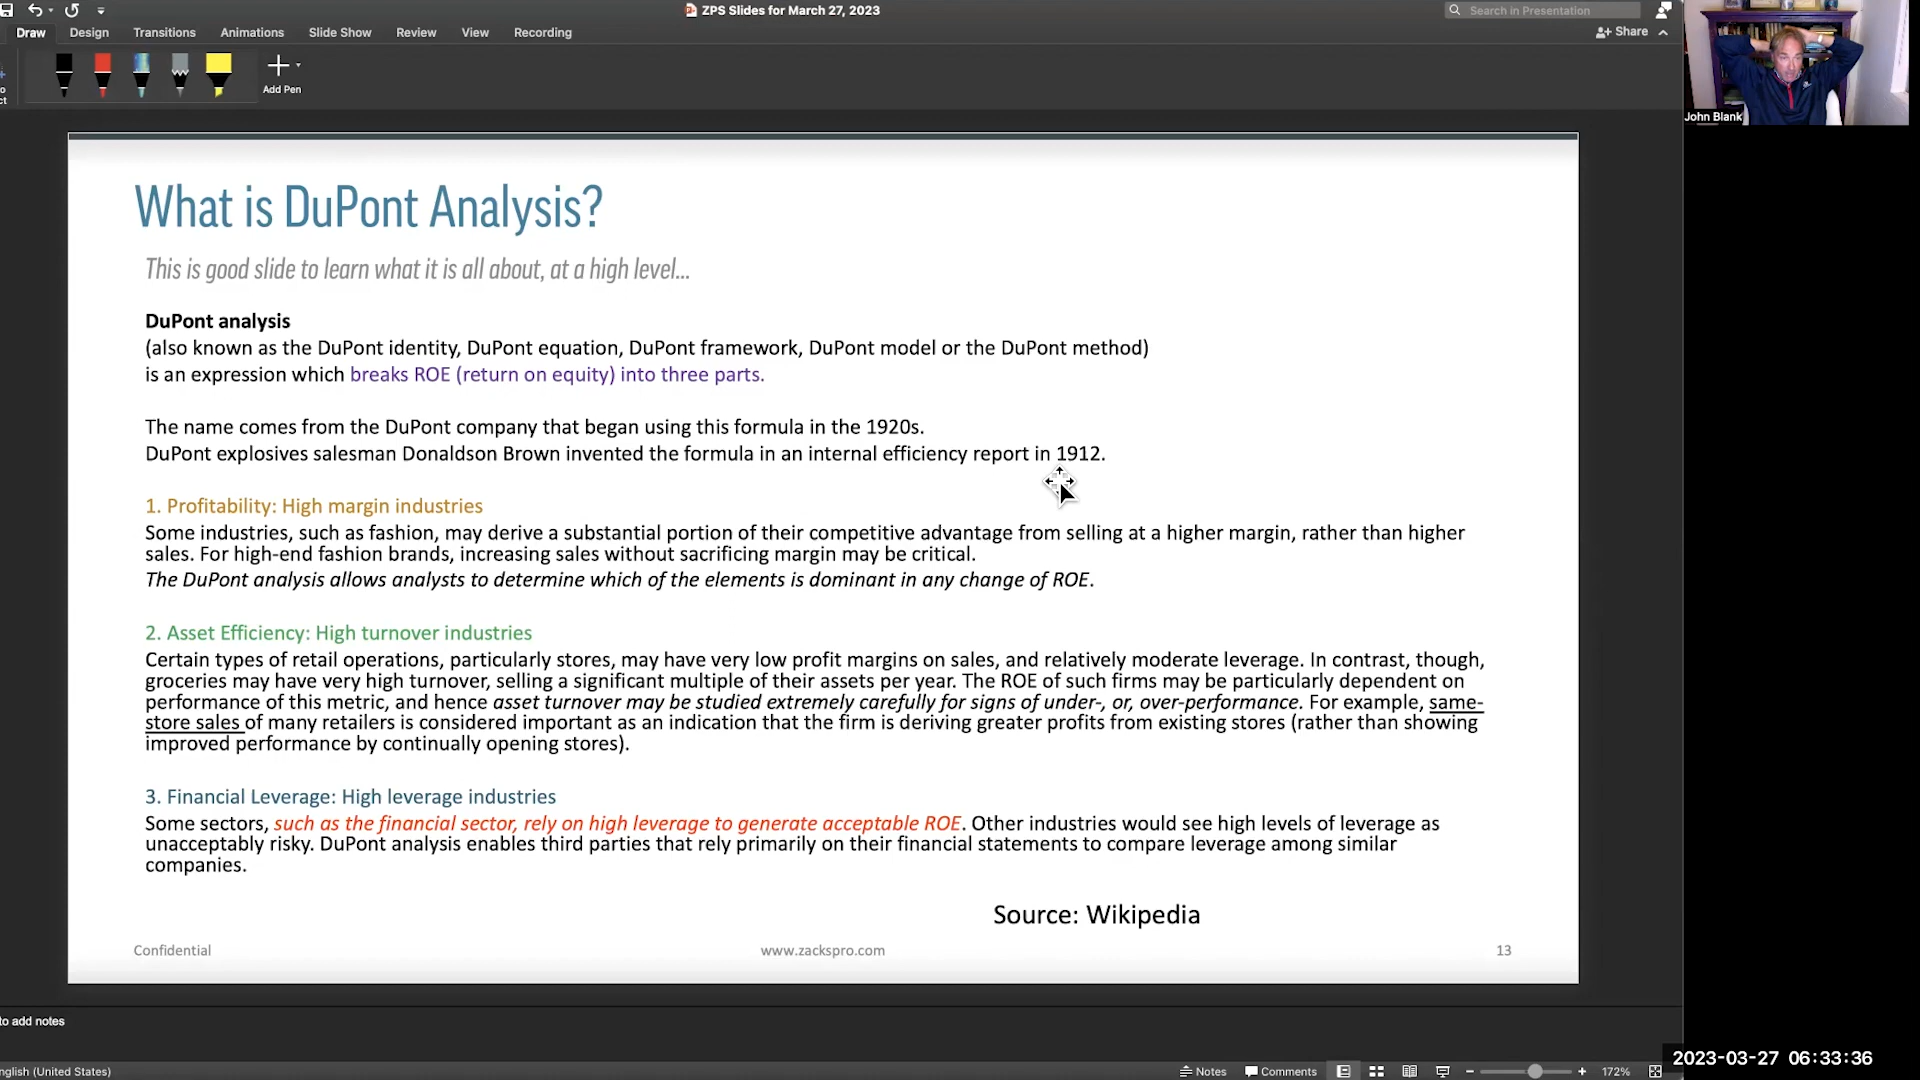 ZPS Slides for March 27, 2023
Search in Presentation
Draw Design Transitions Animations Slide Show Review View Recording
Share
Add Pen
John Blank
What is DuPont Analysis?
This is good slide to learn what it is all about, at a high level...
DuPont analysis
(also known as the DuPont identity, DuPont equation, DuPont framework, DuPont model or the DuPont method)
is an expression which breaks ROE (return on equity) into three parts.
The name comes from the DuPont company that began using this formula in the 1920s.
DuPont explosives salesman Donaldson Brown invented the formula in an internal efficiency report in 1912.
1. Profitability: High margin industries
Some industries, such as fashion, may derive a substantial portion of their competitive advantage from selling at a higher margin, rather than higher
sales. For high-end fashion brands, increasing sales without sacrificing margin may be critical.
The DuPont analysis allows analysts to determine which of the elements is dominant in any change of ROE.
2. Asset Efficiency: High turnover industries
Certain types of retail operations, particularly stores, may have very low profit margins on sales, and relatively moderate leverage. In contrast, though,
groceries may have very high turnover, selling a significant multiple of their assets per year. The ROE of such firms may be particularly dependent on
performance of this metric, and hence asset turnover may be studied extremely carefully for signs of under-, or, over-performance. For example, same-
store sales of many retailers is considered important as an indication that the firm is deriving greater profits from existing stores (rather than showing
improved performance by continually opening stores).
3. Financial Leverage: High leverage industries
Some sectors, such as the financial sector, rely on high leverage to generate acceptable ROE. Other industries would see high levels of leverage as
unacceptably risky. DuPont analysis enables third parties that rely primarily on their financial statements to compare leverage among similar
companies.
Source: Wikipedia
Confidential www.zackspro.com 13
to add notes
nglish (United States) Notes Comments 172%
2023-03-27 06:33:36